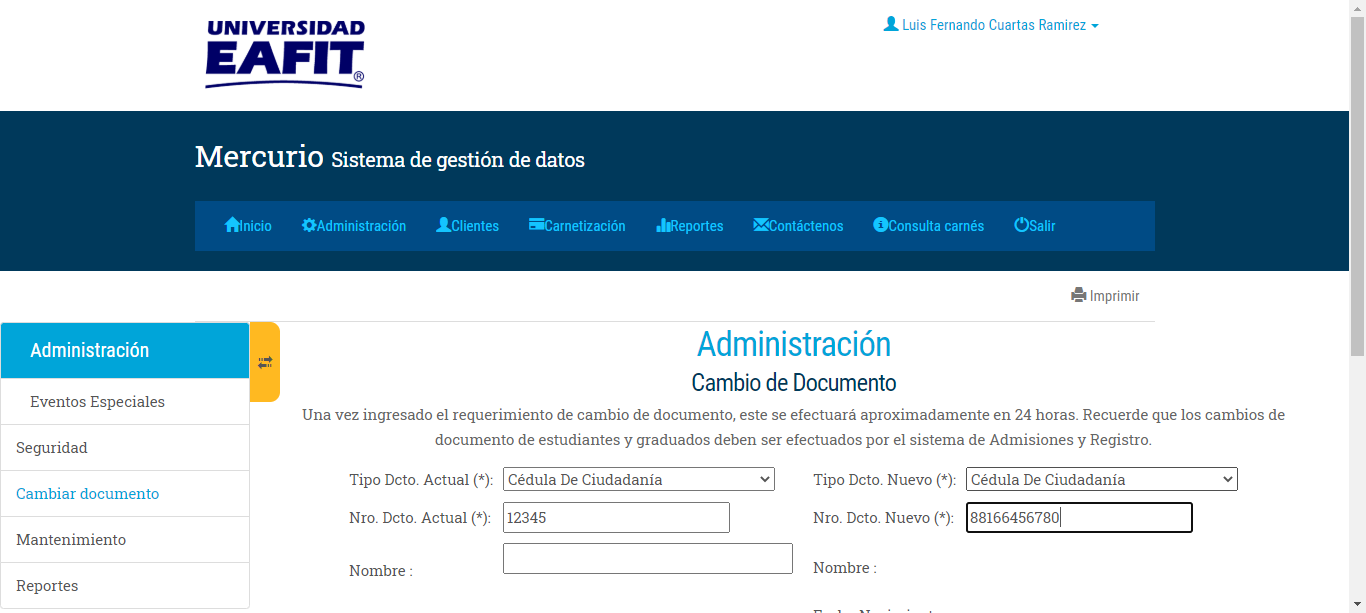 UNIVERSIDAD
EAFIT®
Luis Fernando Cuartas Ramirez
Mercurio Sistema de gestión de datos
Inicio Administración Clientes Carnetización Reportes Contáctenos Consulta carnés Salir
Imprimir
Administración
Eventos Especiales
Seguridad
Cambiar documento
Mantenimiento
Reportes
Administración
Cambio de Documento
Una vez ingresado el requerimiento de cambio de documento, este se efectuará aproximadamente en 24 horas. Recuerde que los cambios de
documento de estudiantes y graduados deben ser efectuados por el sistema de Admisiones y Registro.
Tipo Dcto. Actual (*): Cédula De Ciudadanía Tipo Dcto. Nuevo (*): Cédula De Ciudadanía
Nro. Dcto. Actual (*): 12345 Nro. Dcto. Nuevo (*): 88166456780
Nombre : Nombre :